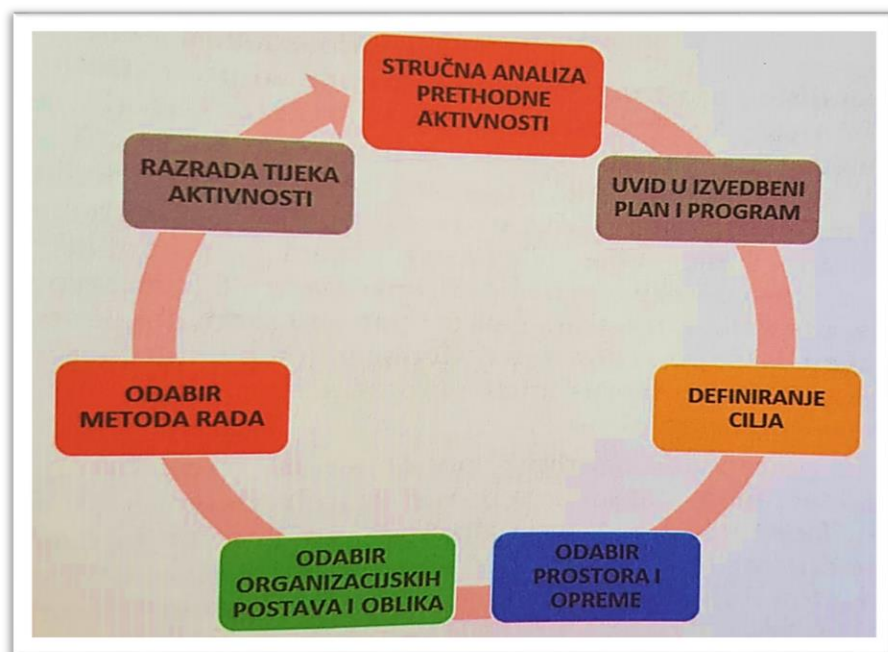 STRUČNA ANALIZA
PRETHODNE
AKTIVNOSTI
UVID U IZVEDBENI
PLAN I PROGRAM
DEFINIRANJE
CILJA
ODABIR
PROSTORA I
OPREME
ODABIR
ORGANIZACIJSKIH
POSTAVA I OBLIKA
ODABIR
METODA RADA
RAZRADA TIJEKA
AKTIVNOSTI